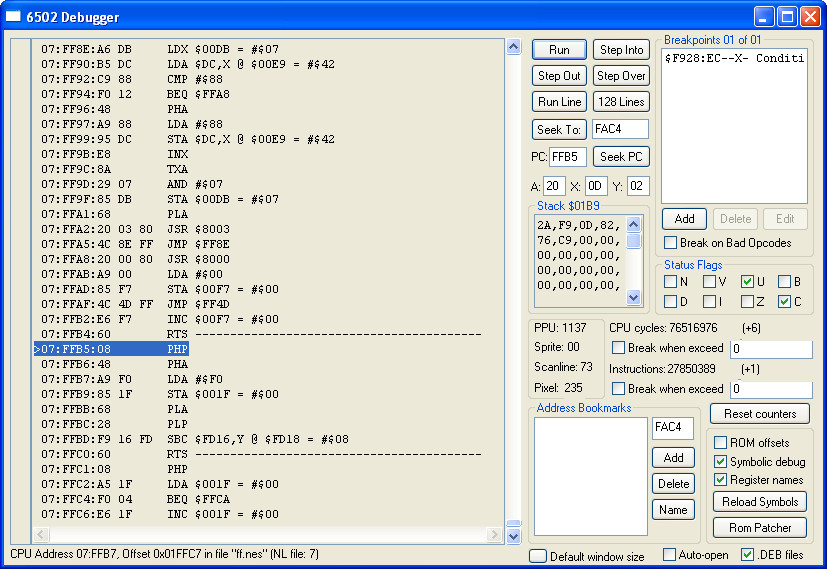 6502 Debugger
07:FF8E:A6 DB LDX $00DB = #$07
07:FF90:B5 DC LDA $DC,X @ $00E9 = #$42
07:FF92:C9 88 CMP #$88
07:FF94:F0 12 BEQ $FFA8
07:FF96:48 PHA
07:FF97:A9 88 LDA #$88
07:FF99:95 DC STA $DC,X @ $00E9 = #$42
07:FF9B:E8 INX
07:FF9C:8A TXA
07:FF9D:29 07 AND #$07
07:FF9F:85 DB STA $00DB = #$07
07:FFA1:68 PLA
07:FFA2:20 03 80 JSR $8003
07:FFA5:4C 8E FF JMP $FF8E
07:FFA8:20 00 80 JSR $8000
07:FFAB:A9 00 LDA #$00
07:FFAD:85 F7 STA $00F7 = #$00
07:FFAF:4C 4D FF JMP $FF4D
07:FFB2:E6 F7 INC $00F7 = #$00
07:FFB4:60 RTS -----------------------------------------
>07:FFB5:08 PHP
07:FFB6:48 PHA
07:FFB7:A9 F0 LDA #$F0
07:FFB9:85 1F STA $001F = #$00
07:FFBB:68 PLA
07:FFBC:28 PLP
07:FFBD:F9 16 FD SBC $FD16,Y @ $FD18 = #$08
07:FFC0:60 RTS -----------------------------------------
07:FFC1:08 PHP
07:FFC2:A5 1F LDA $001F = #$00
07:FFC4:F0 04 BEQ $FFCA
07:FFC6:E6 1F INC $001F = #$00
CPU Address 07:FFB7, Offset 0x01FFC7 in file "ff.nes" (NL file: 7)
Run Step Into
Step Out Step Over
Run Line 128 Lines
Seek To: FAC4
PC: FFB5 Seek PC
A: 20 X: 0D Y: 02
Stack $01B9
2A,F9,0D,82,
76,C9,00,00,
00,00,00,00,
00,00,00,00,
00,00,00,00,
Breakpoints 01 of 01
$F928:EC--X- Conditi
Add Delete Edit
Break on Bad Opcodes
Status Flags
N V U B
D I Z C
PPU: 1137
Sprite: 00
Scanline: 73
Pixel: 235
CPU cycles: 76516976 (+6)
Break when exceed 0
Instructions: 27850389 (+1)
Break when exceed 0
Address Bookmarks
FAC4
Add
Delete
Name
Reset counters
ROM offsets
Symbolic debug
Register names
Reload Symbols
Rom Patcher
Default window size
Auto-open
.DEB files